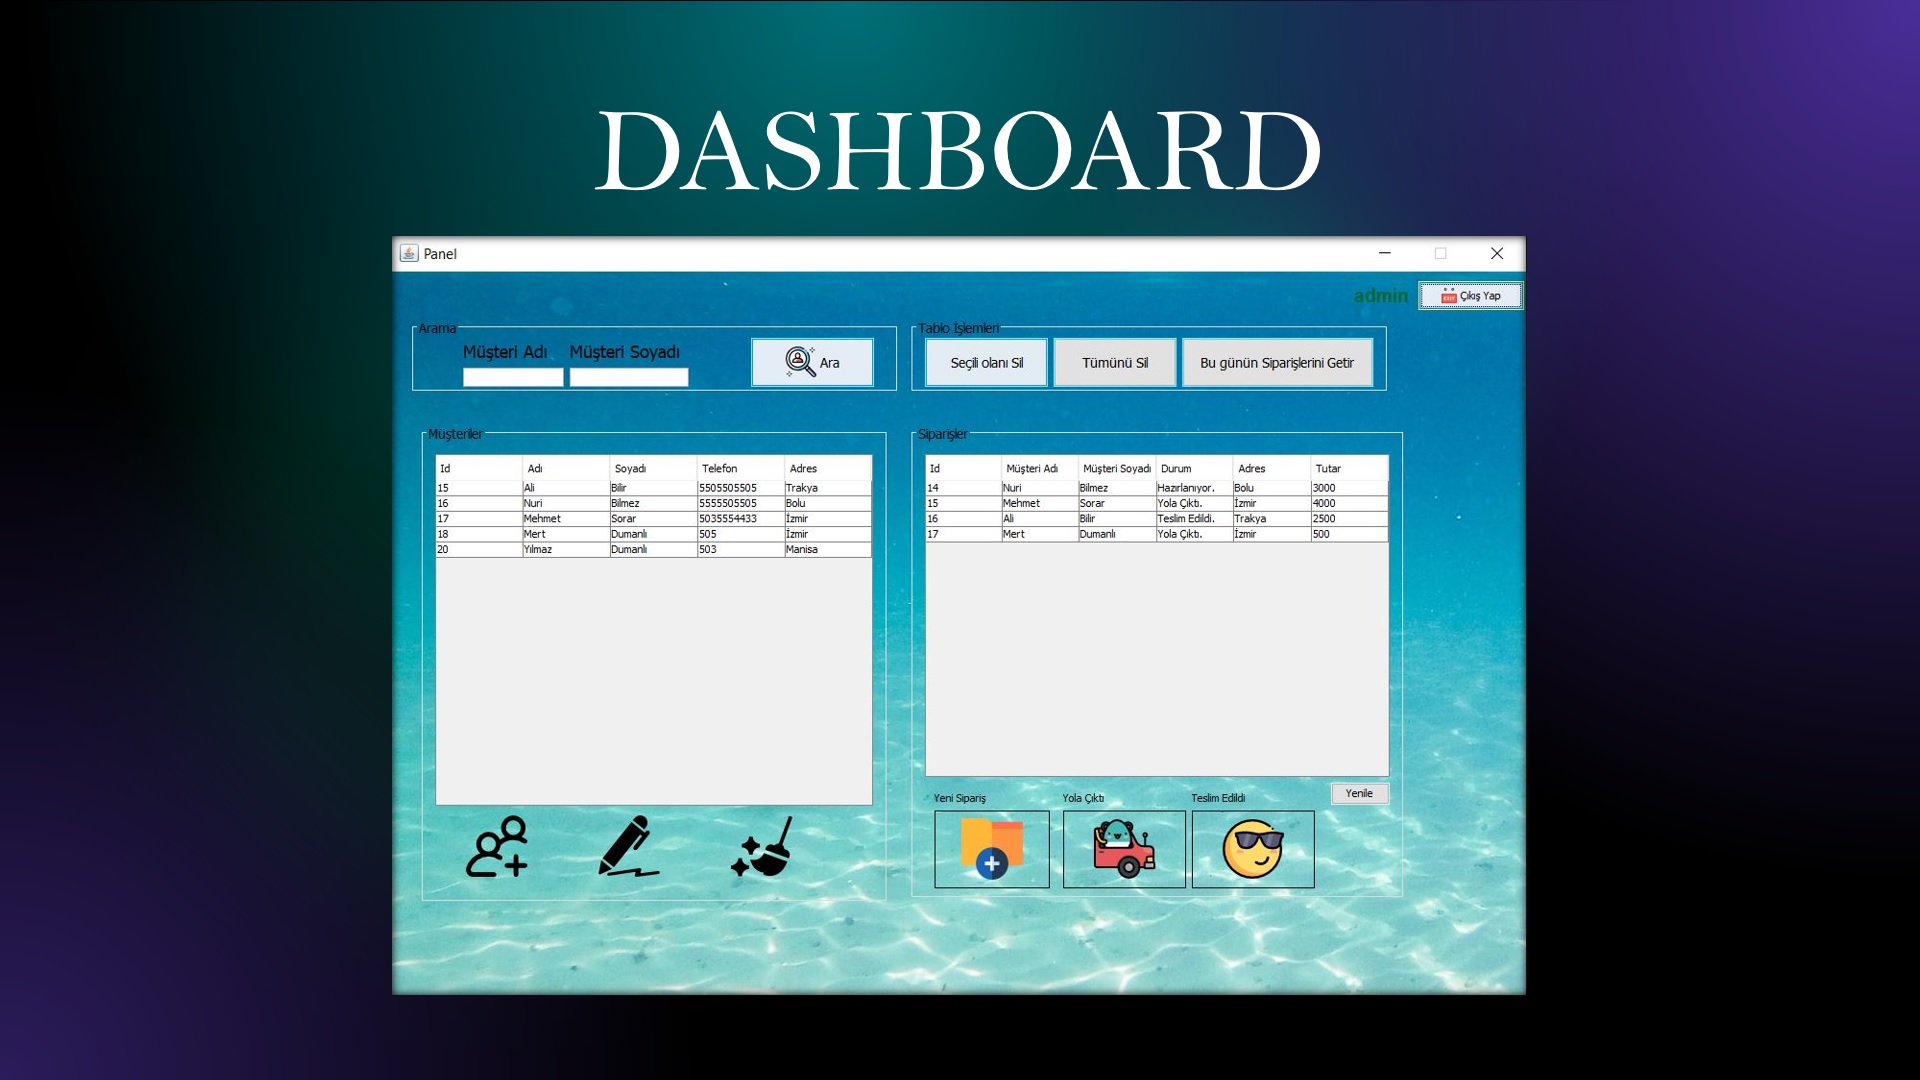 DASHBOARD
Panel
admin
Çıkış Yap
Arama
Müşteri Adı Müşteri Soyadı
Ara
Tablo İşlemleri
Seçili olanı Sil Tümünü Sil Bu günün Siparişlerini Getir
Müşteriler
Id Adı Soyadı Telefon Adres
15 Ali Bilir 5505505505 Trakya
16 Nuri Bilmez 5555505505 Bolu
17 Mehmet Sorar 5035554433 İzmir
18 Mert Dumanlı 505 İzmir
20 Yılmaz Dumanlı 503 Manisa
Siparişler
Id Müşteri Adı Müşteri Soyadı Durum Adres Tutar
14 Nuri Bilmez Hazırlanıyor. Bolu 3000
15 Mehmet Sorar Yola Çıktı. İzmir 4000
16 Ali Bilir Teslim Edildi. Trakya 2500
17 Mert Dumanlı Yola Çıktı. İzmir 500
Yenile
Yeni Sipariş Yola Çıktı Teslim Edildi